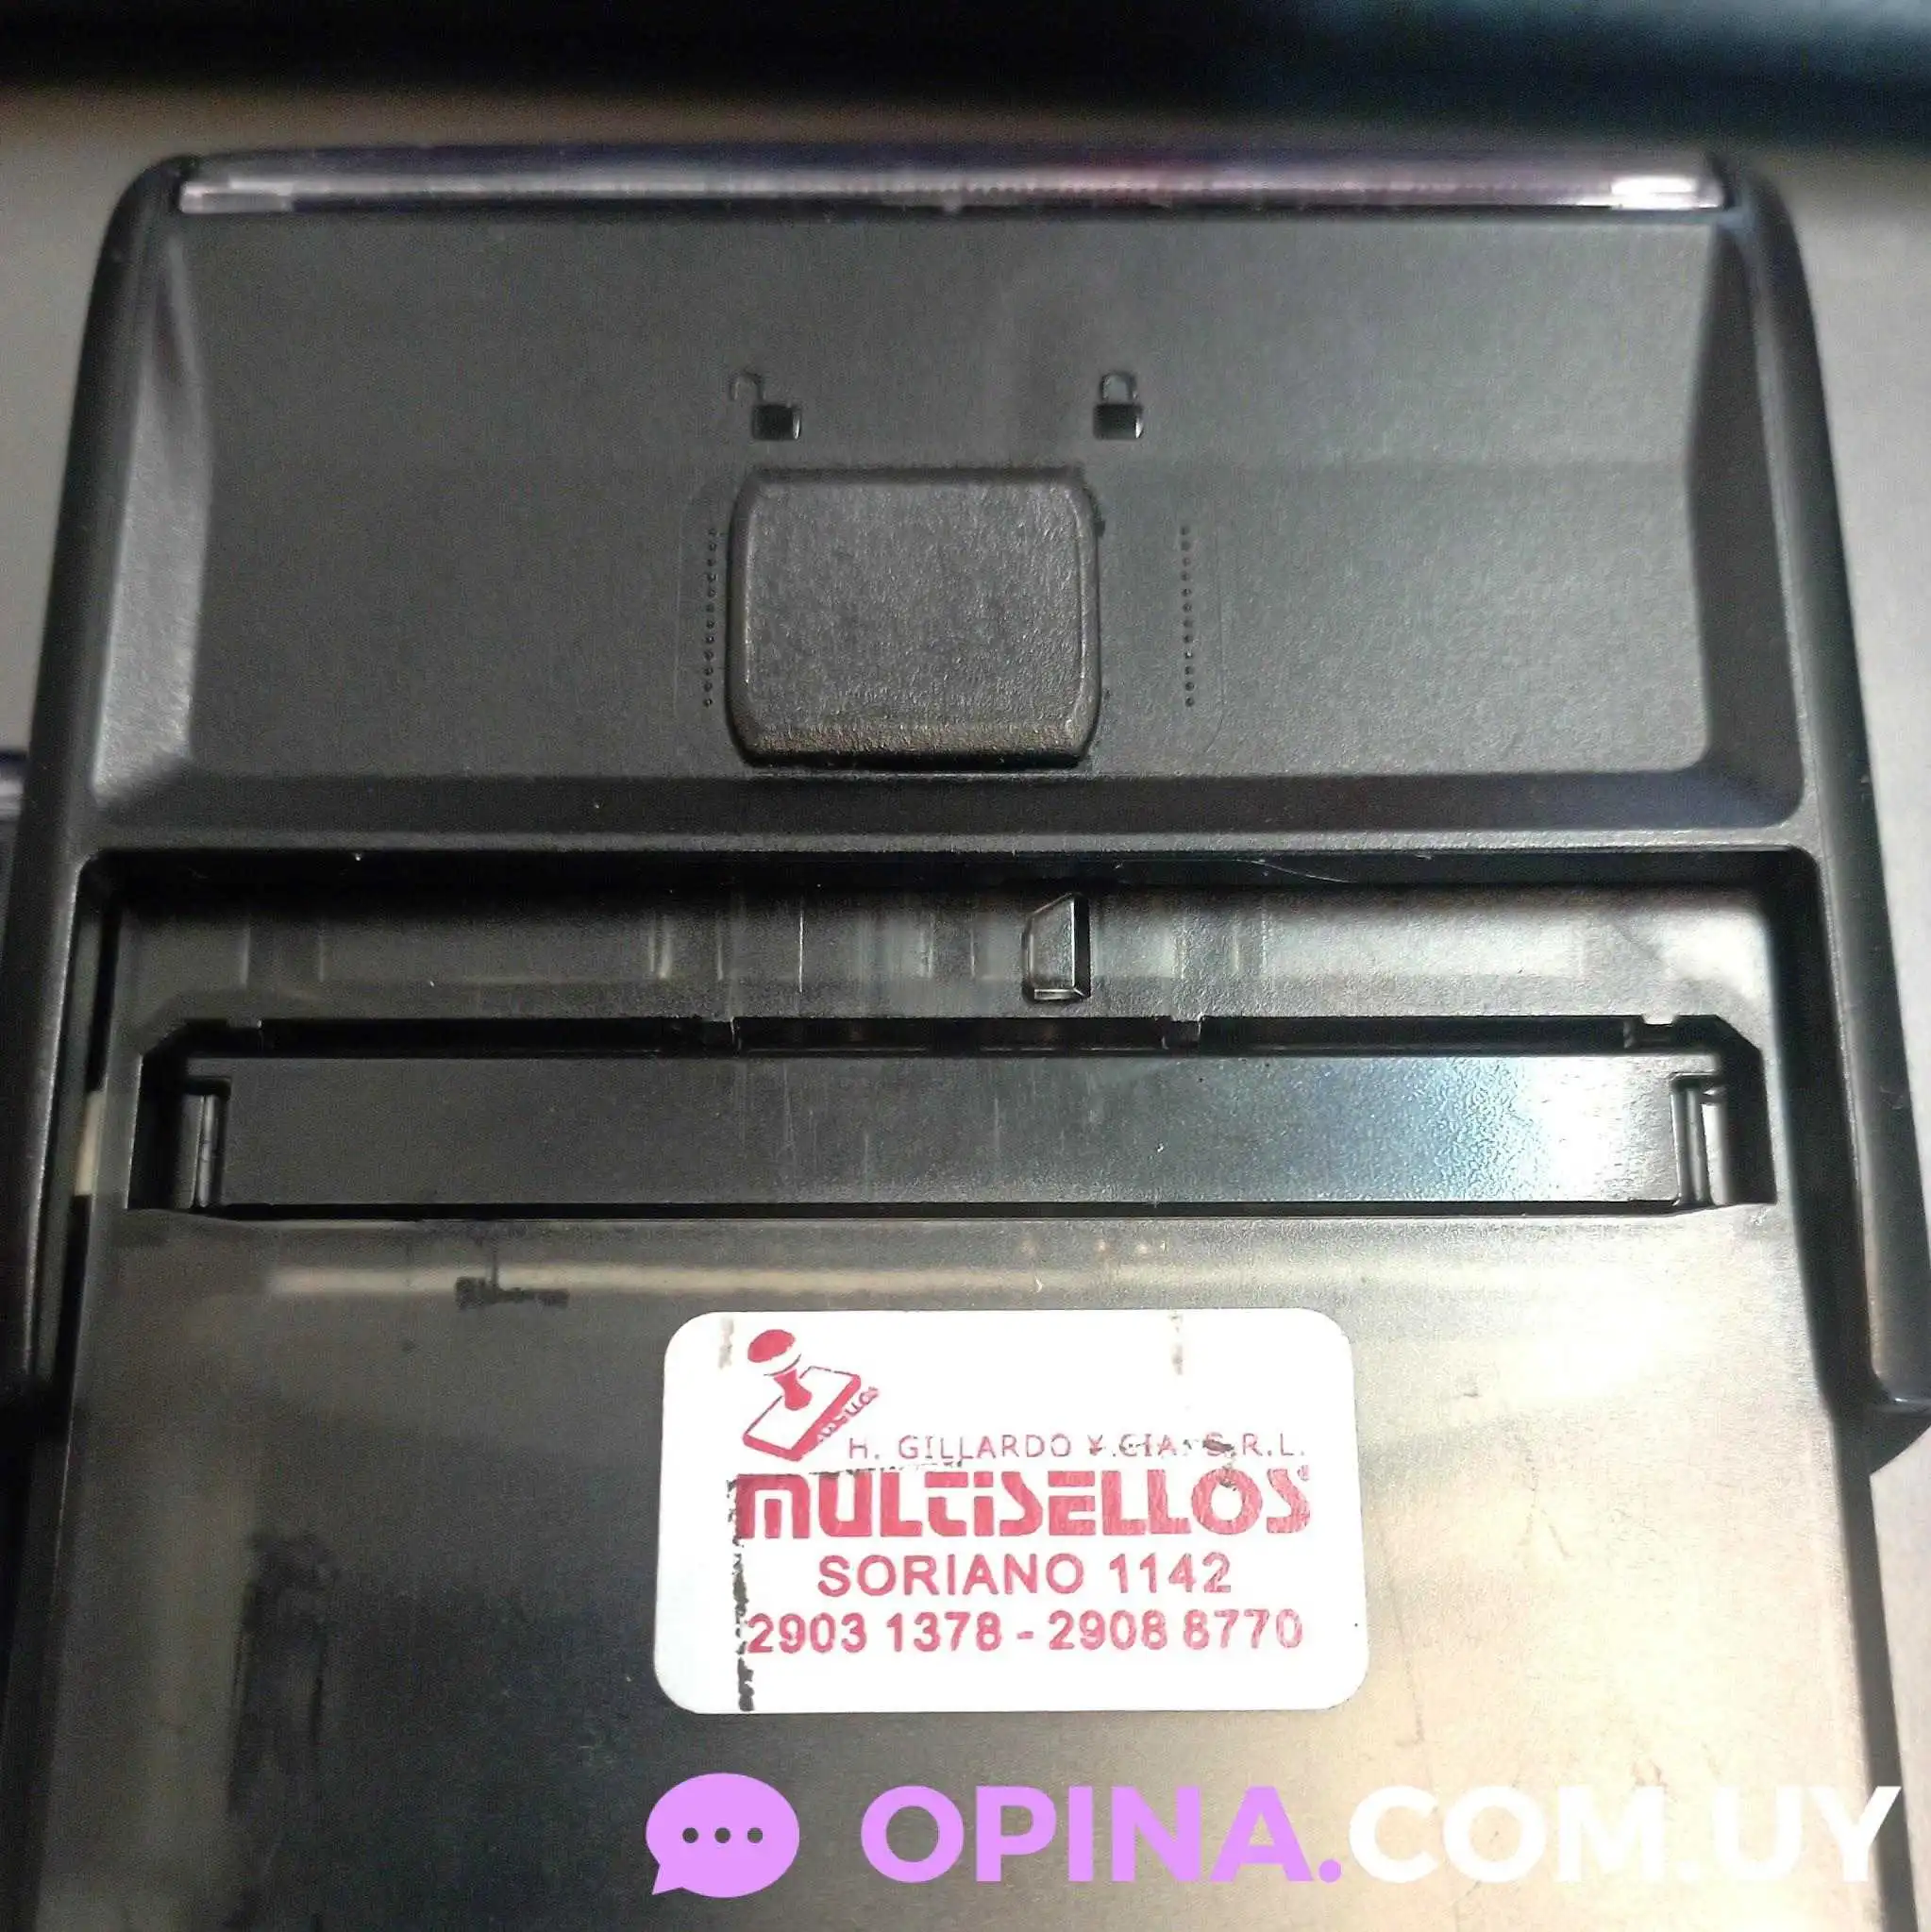 H. GILLARDO Y CIA. S.R.L.
MULTISELLOS
SORIANO 1142
2903 1378 - 2908 8770
OPINA.COM.UY